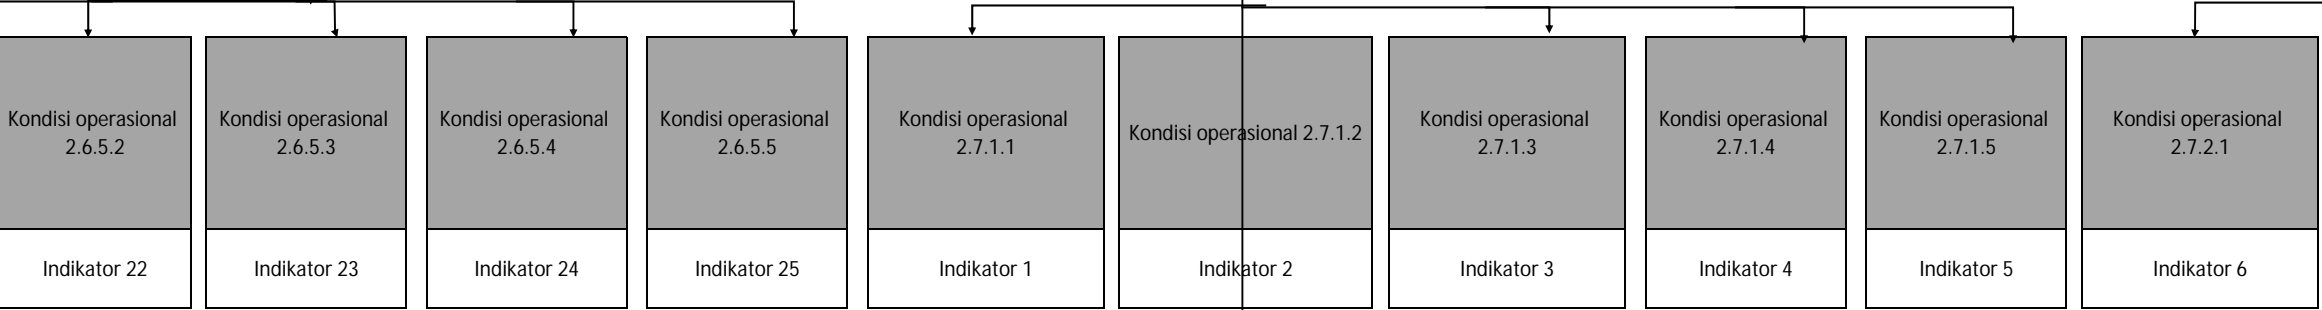 Kondisi operasional
2.6.5.2
Indikator 22
Kondisi operasional
2.6.5.3
Indikator 23
Kondisi operasional
2.6.5.4
Indikator 24
Kondisi operasional
2.6.5.5
Indikator 25
Kondisi operasional
2.7.1.1
Indikator 1
Kondisi operasional 2.7.1.2
Indikator 2
Kondisi operasional
2.7.1.3
Indikator 3
Kondisi operasional
2.7.1.4
Indikator 4
Kondisi operasional
2.7.1.5
Indikator 5
Kondisi operasional
2.7.2.1
Indikator 6